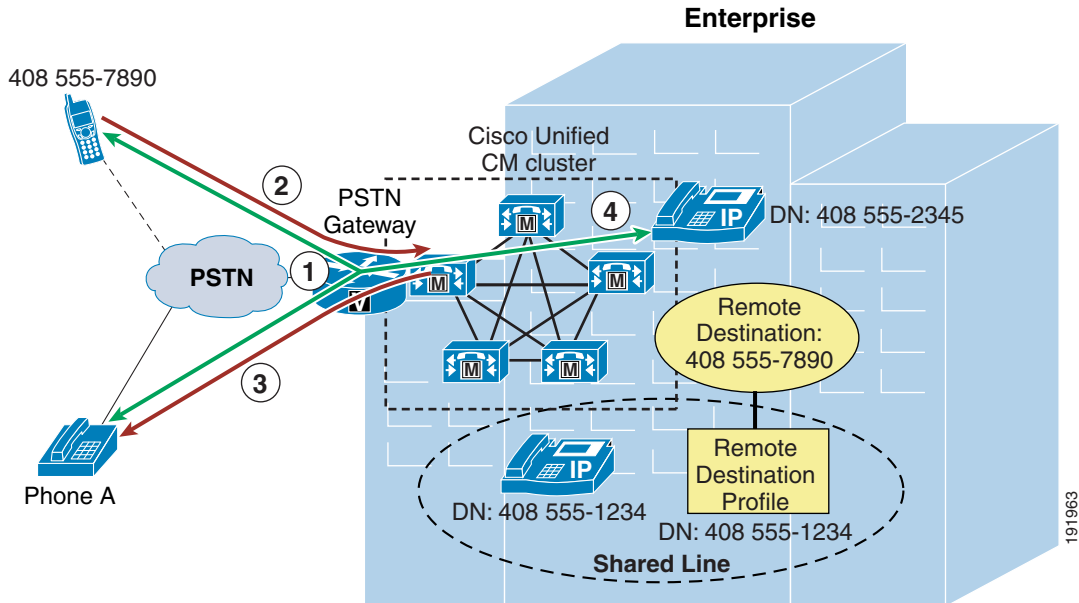 Enterprise
408 555-7890
Cisco Unified
CM cluster
2
PSTN
Gateway
4
M
IP
DN: 408 555-2345
PSTN
1
M
M
V
Remote
Destination:
408 555-7890
M
M
3
Remote
Destination
Profile
IP
Phone A
DN: 408 555-1234
DN: 408 555-1234
Shared Line
191963